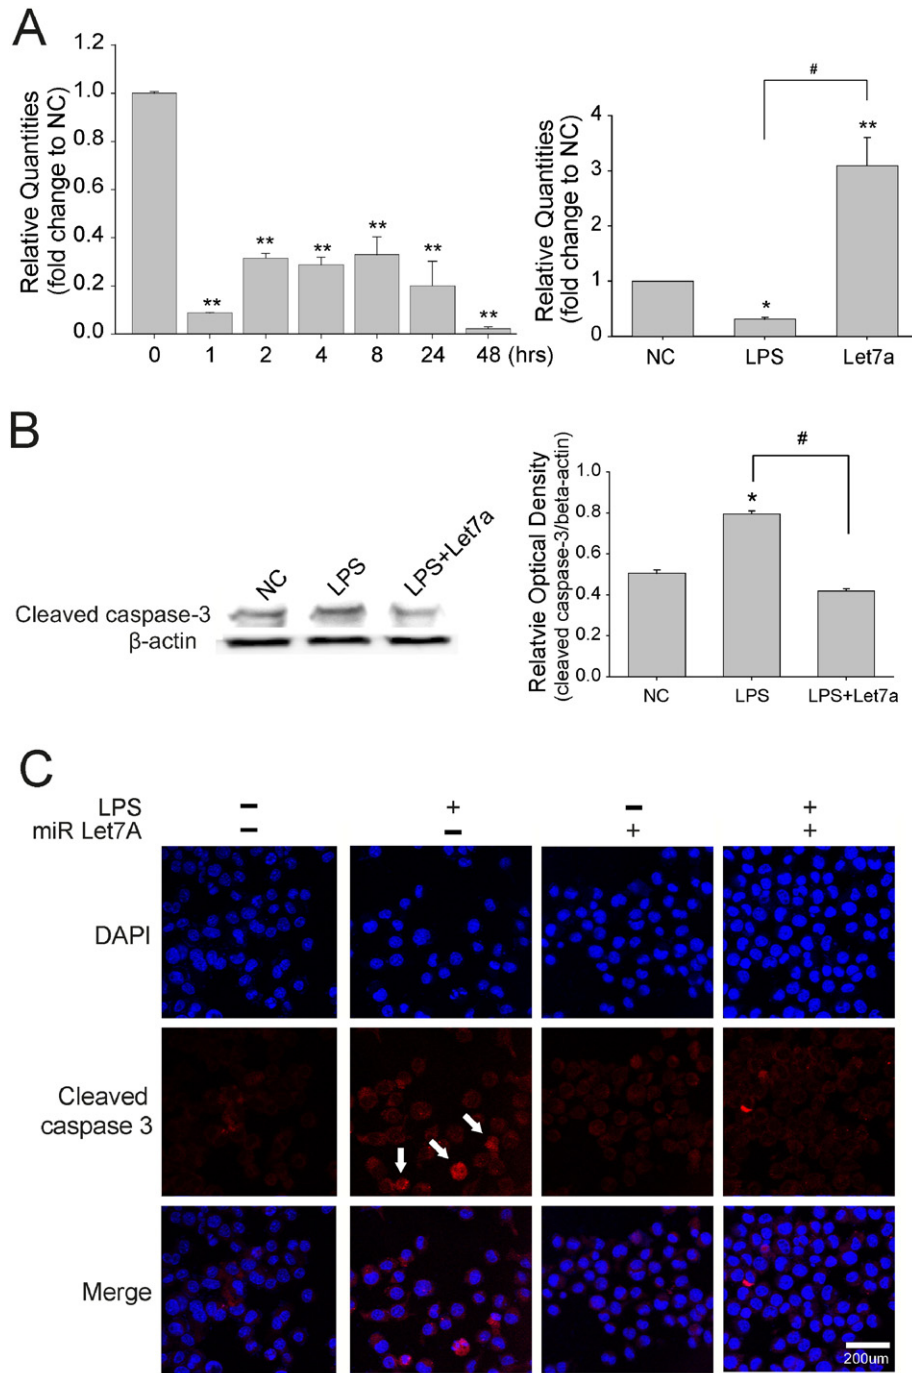 A
Relative Quantities
(fold change to NC)
1.2
1.0
0.8
0.6
0.4
0.2
0.0
**
**
**
**
**
**
0 1 2 4 8 24 48 (hrs)
Relative Quantities
(fold change to NC)
4
3
2
1
0
#
*
**
NC LPS Let7a
B
NC LPS LPS+Let7a
Cleaved caspase-3
β-actin
Relatvie Optical Density
(cleaved caspase-3/beta-actin)
1.0
0.8
0.6
0.4
0.2
0.0
#
*
NC LPS LPS+Let7a
C
LPS - + - +
miR Let7A - - + +
DAPI
Cleaved
caspase 3
Merge
200um